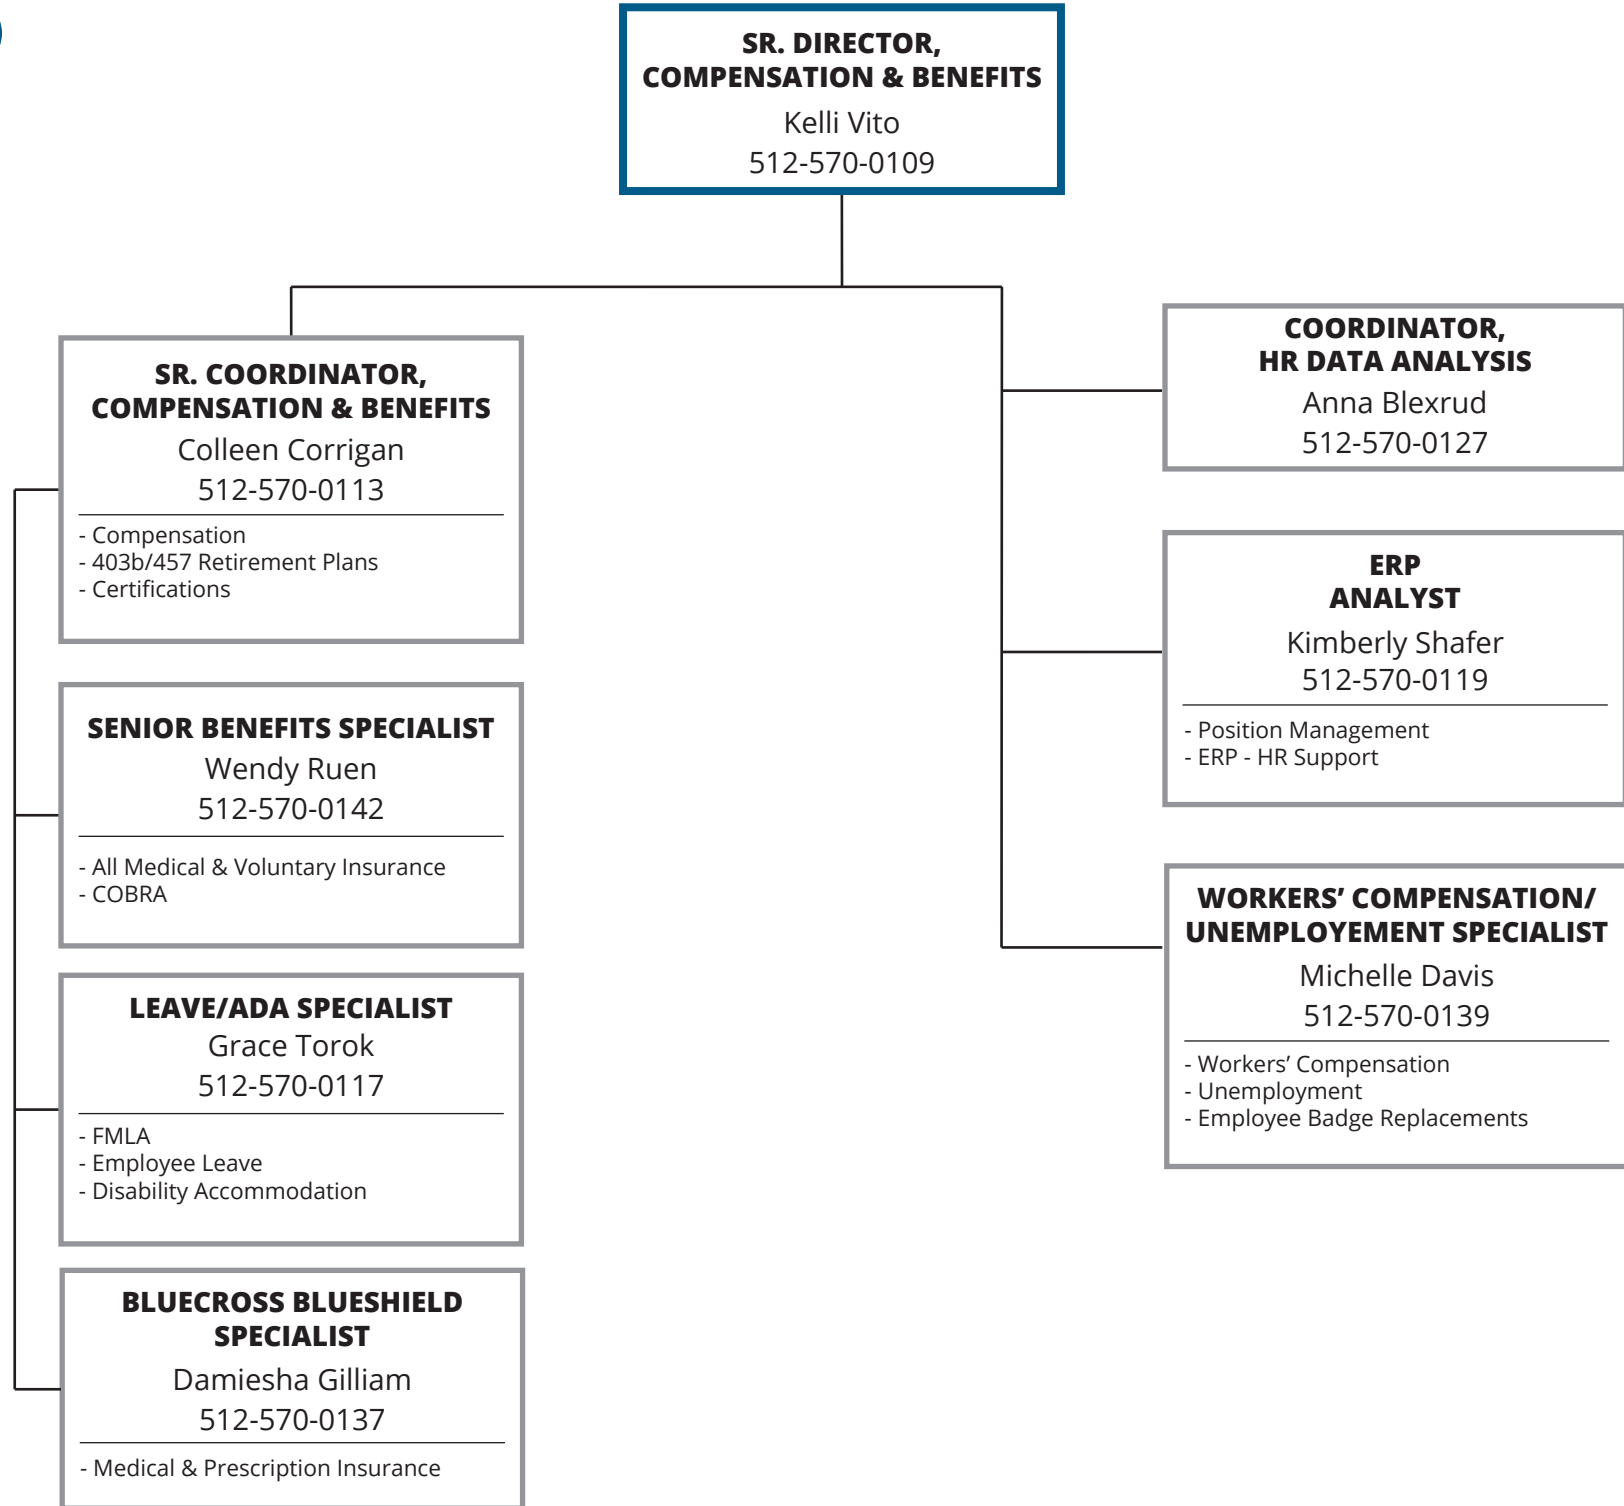 SR. DIRECTOR,
COMPENSATION & BENEFITS
Kelli Vito
512-570-0109
SR. COORDINATOR,
COMPENSATION & BENEFITS
Colleen Corrigan
512-570-0113
- Compensation
- 403b/457 Retirement Plans
- Certifications
SENIOR BENEFITS SPECIALIST
Wendy Ruen
512-570-0142
- All Medical & Voluntary Insurance
- COBRA
LEAVE/ADA SPECIALIST
Grace Torok
512-570-0117
- FMLA
- Employee Leave
- Disability Accommodation
BLUECROSS BLUESHIELD
SPECIALIST
Damiesha Gilliam
512-570-0137
- Medical & Prescription Insurance
COORDINATOR,
HR DATA ANALYSIS
Anna Blexrud
512-570-0127
ERP
ANALYST
Kimberly Shafer
512-570-0119
- Position Management
- ERP - HR Support
WORKERS’ COMPENSATION/
UNEMPLOYEMENT SPECIALIST
Michelle Davis
512-570-0139
- Workers’ Compensation
- Unemployment
- Employee Badge Replacements